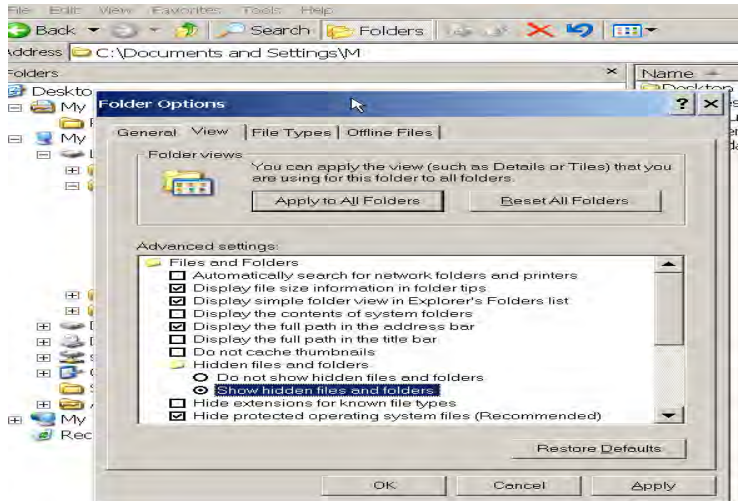 File Edit View Favorites Tools Help
Back Search Folders
Address C:\Documents and Settings\M
Folders × Name
Deskto Desktop
My Folder Options ? ×
My General View File Types Offline Files
Folder views
You can apply the view (such as Details or Tiles) that you
are using for this folder to all folders.
Apply to All Folders Reset All Folders
Advanced settings:
Files and Folders
Automatically search for network folders and printers
Display file size information in folder tips
Display simple folder view in Explorer's Folders list
Display the contents of system folders
Display the full path in the address bar
Display the full path in the title bar
Do not cache thumbnails
Hidden files and folders
Do not show hidden files and folders
Show hidden files and folders
Hide extensions for known file types
My Hide protected operating system files (Recommended)
Rec
Restore Defaults
OK Cancel Apply